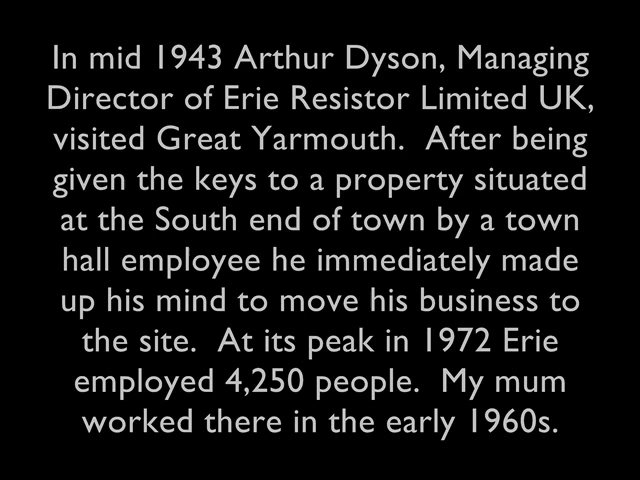 In mid 1943 Arthur Dyson, Managing
Director of Erie Resistor Limited UK,
visited Great Yarmouth.  After being
given the keys to a property situated
at the South end of town by a town
hall employee he immediately made
up his mind to move his business to
the site.  At its peak in 1972 Erie
employed 4,250 people.  My mum
worked there in the early 1960s.